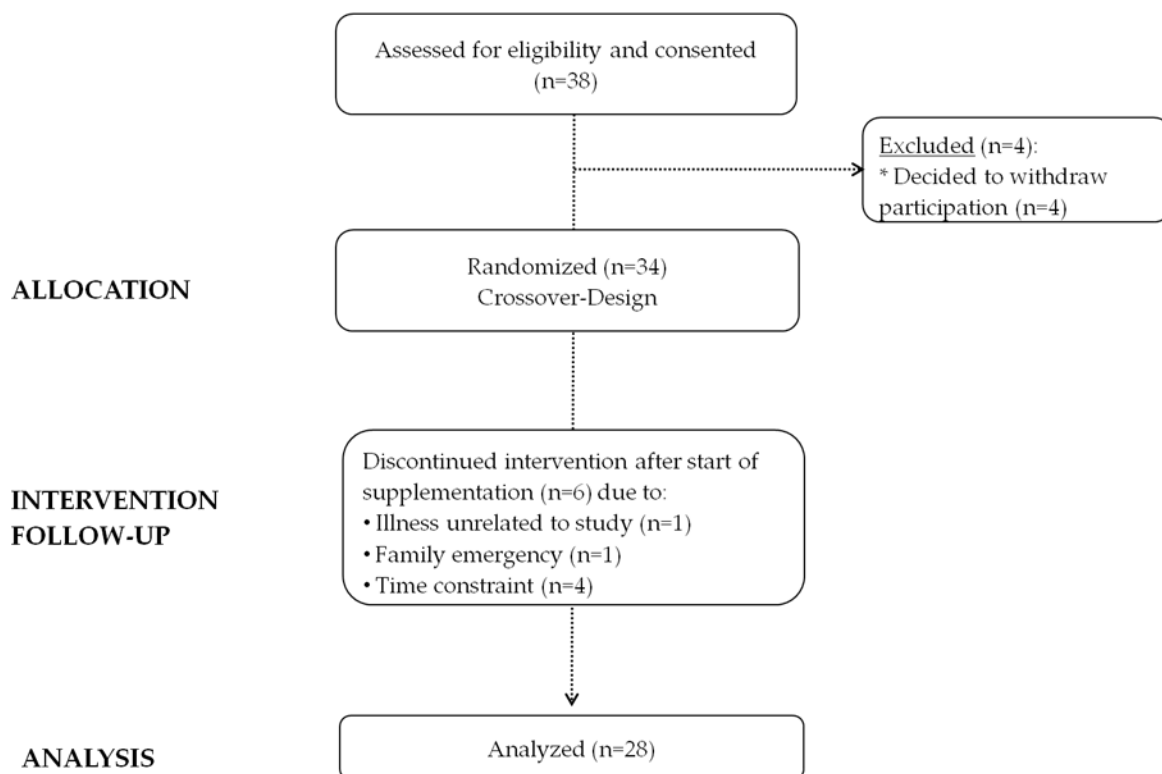 Assessed for eligibility and consented
(n=38)
Excluded (n=4):
* Decided to withdraw
participation (n=4)
ALLOCATION
Randomized (n=34)
Crossover-Design
INTERVENTION
FOLLOW-UP
Discontinued intervention after start of
supplementation (n=6) due to:
• Illness unrelated to study (n=1)
• Family emergency (n=1)
• Time constraint (n=4)
ANALYSIS
Analyzed (n=28)